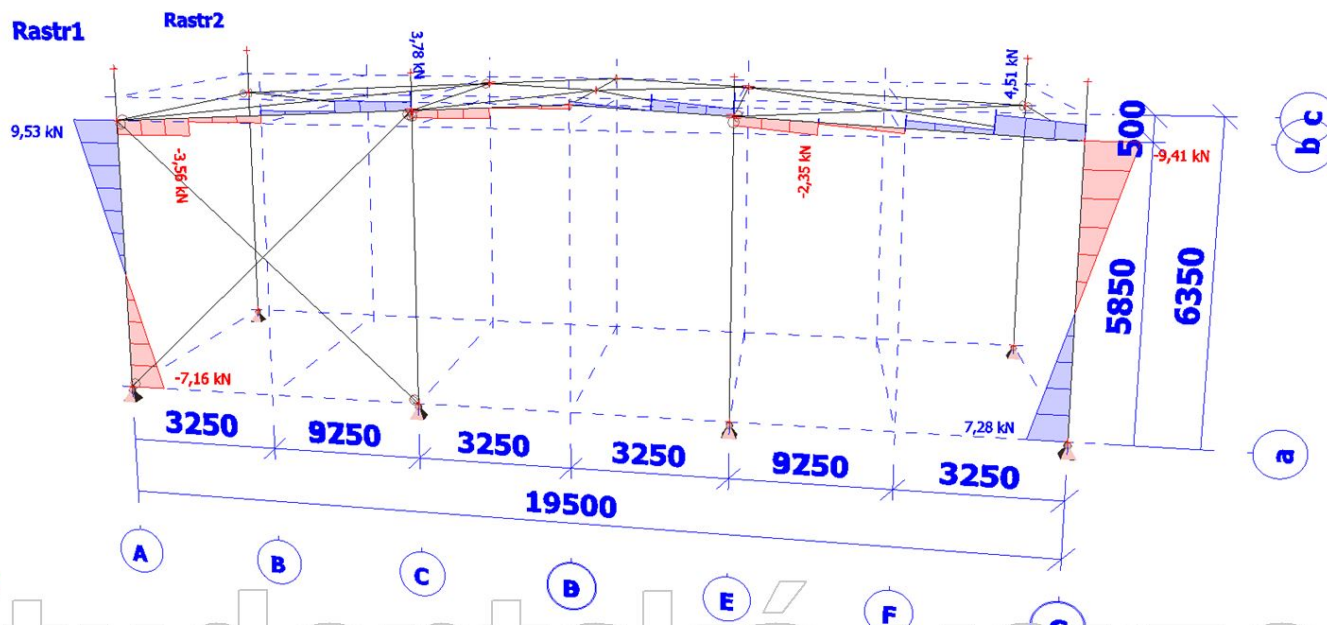 Rastr1
Rastr2
3,78 kN
4,51 kN
9,53 kN
-3,56 kN
-2,35 kN
-9,41 kN
500
c
b
5850
6350
-7,16 kN
7,28 kN
a
3250
9250
3250
3250
9250
3250
19500
A
B
C
D
E
F